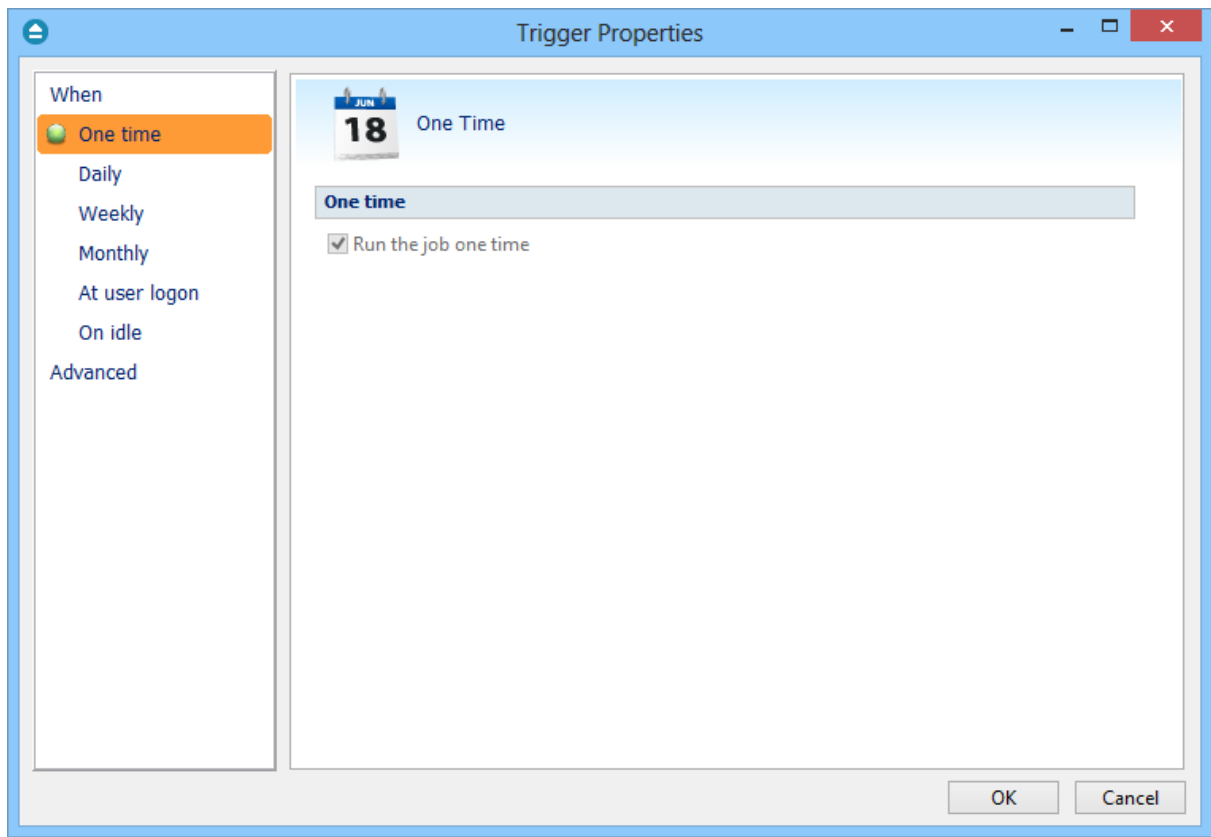 Trigger Properties
When
One time
Daily
Weekly
Monthly
At user logon
On idle
Advanced
JUN
18
One Time
One time
Run the job one time
OK
Cancel